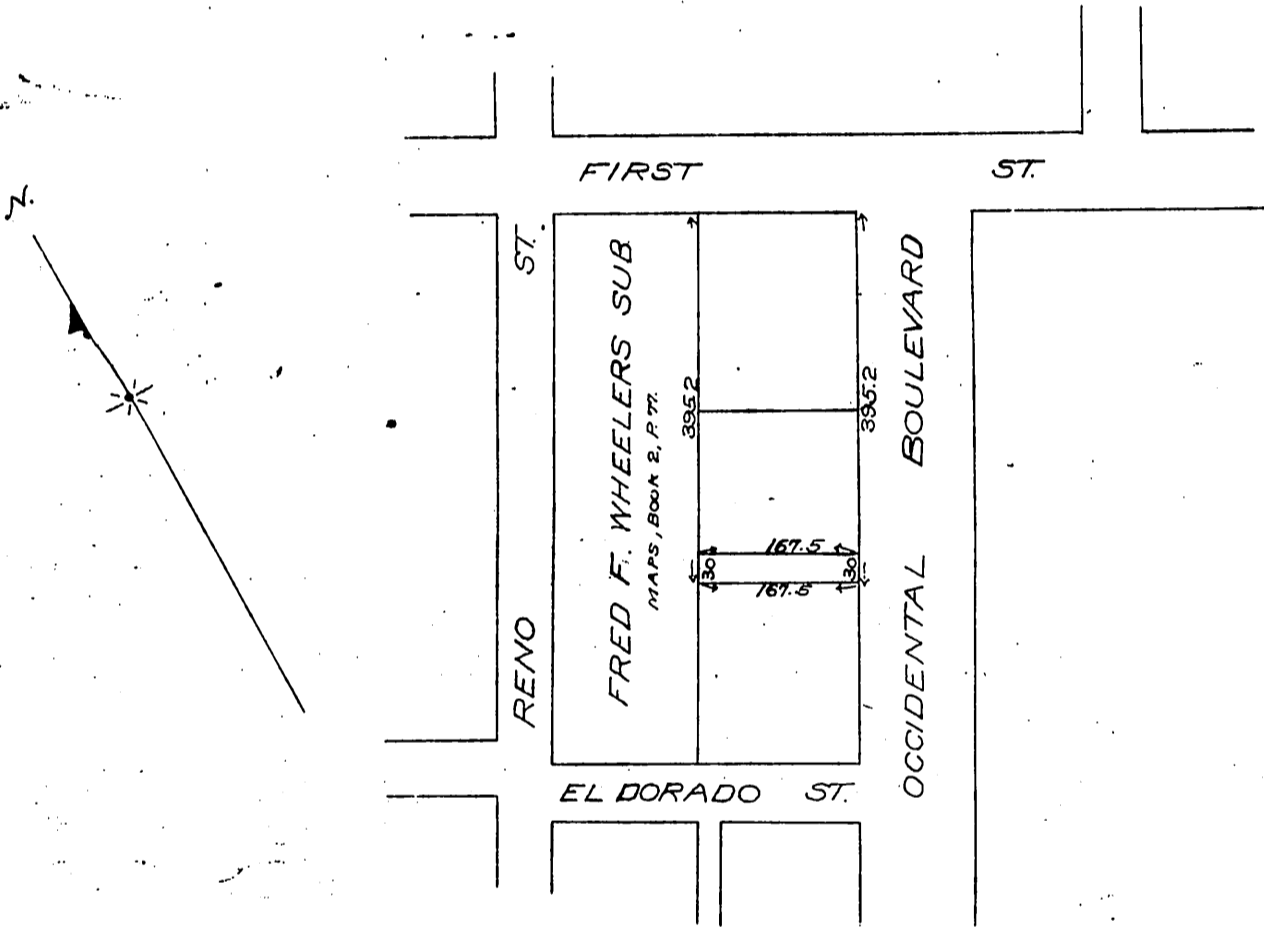 N.
FIRST ST.
RENO ST.
FRED F. WHEELERS SUB
MAPS, BOOK 2, P. 77.
395.2
395.2
OCCIDENTAL BOULEVARD
167.5
30
30
167.5
EL DORADO ST.